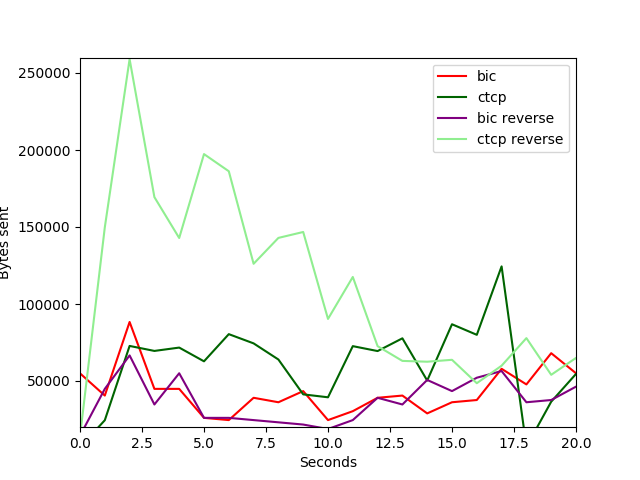 bic
ctcp
bic reverse
ctcp reverse
250000
200000
150000
100000
50000
Bytes sent
0.0 2.5 5.0 7.5 10.0 12.5 15.0 17.5 20.0
Seconds